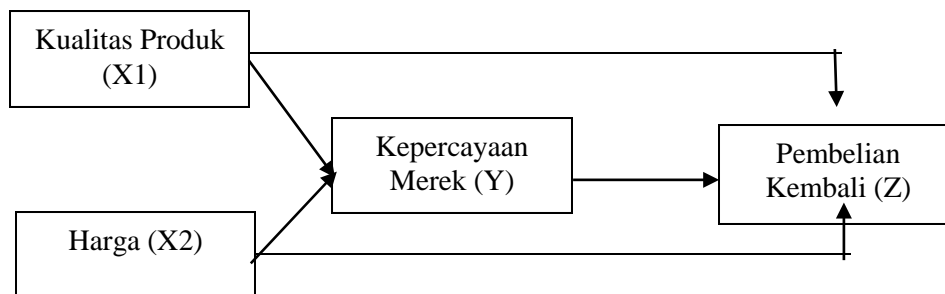 Kualitas Produk
(X1)
Kepercayaan
Merek (Y)
Pembelian
Kembali (Z)
Harga (X2)